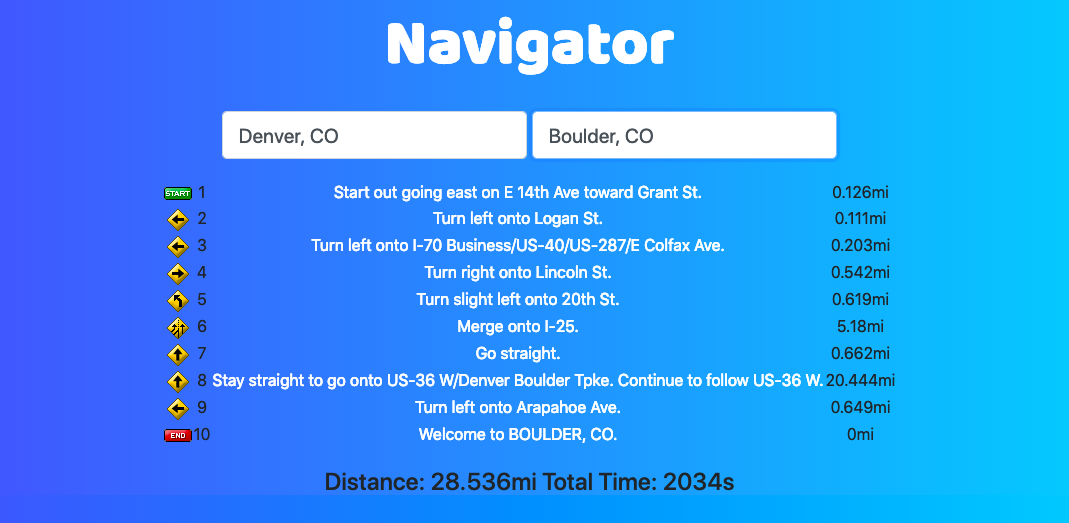 Navigator
Denver, CO Boulder, CO
START 1 Start out going east on E 14th Ave toward Grant St. 0.126mi
2 Turn left onto Logan St. 0.111mi
3 Turn left onto I-70 Business/US-40/US-287/E Colfax Ave. 0.203mi
4 Turn right onto Lincoln St. 0.542mi
5 Turn slight left onto 20th St. 0.619mi
6 Merge onto I-25. 5.18mi
7 Go straight. 0.662mi
8 Stay straight to go onto US-36 W/Denver Boulder Tpke. Continue to follow US-36 W. 20.444mi
9 Turn left onto Arapahoe Ave. 0.649mi
END 10 Welcome to BOULDER, CO. 0mi
Distance: 28.536mi Total Time: 2034s